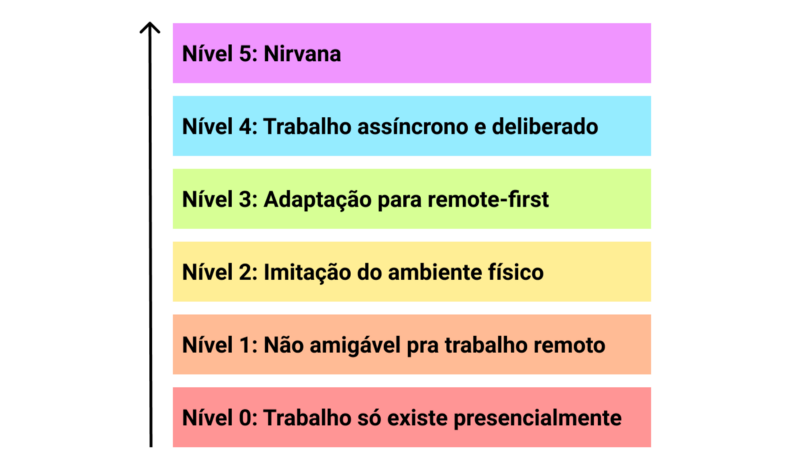 Nível 5: Nirvana
Nível 4: Trabalho assíncrono e deliberado
Nível 3: Adaptação para remote-first
Nível 2: Imitação do ambiente físico
Nível 1: Não amigável pra trabalho remoto
Nível 0: Trabalho só existe presencialmente